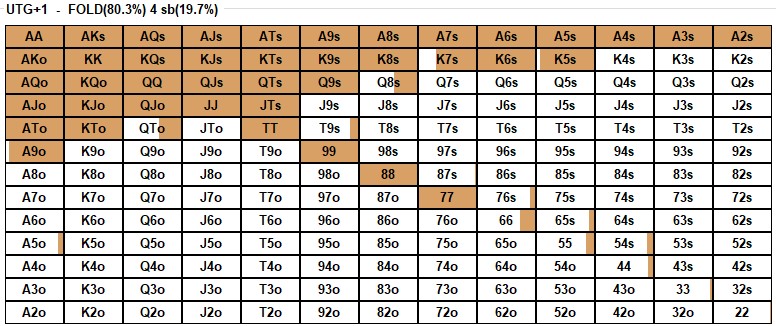 UTG+1 - FOLD(80.3%) 4 sb(19.7%)
AA AKs AQs AJs ATs A9s A8s A7s A6s A5s A4s A3s A2s
AKo KK KQs KJs KTs K9s K8s K7s K6s K5s K4s K3s K2s
AQo KQo QQ QJs QTs Q9s Q8s Q7s Q6s Q5s Q4s Q3s Q2s
AJo KJo QJo JJ JTs J9s J8s J7s J6s J5s J4s J3s J2s
ATo KTo QTo JTo TT T9s T8s T7s T6s T5s T4s T3s T2s
A9o K9o Q9o J9o T9o 99 98s 97s 96s 95s 94s 93s 92s
A8o K8o Q8o J8o T8o 98o 88 87s 86s 85s 84s 83s 82s
A7o K7o Q7o J7o T7o 97o 87o 77 76s 75s 74s 73s 72s
A6o K6o Q6o J6o T6o 96o 86o 76o 66 65s 64s 63s 62s
A5o K5o Q5o J5o T5o 95o 85o 75o 65o 55 54s 53s 52s
A4o K4o Q4o J4o T4o 94o 84o 74o 64o 54o 44 43s 42s
A3o K3o Q3o J3o T3o 93o 83o 73o 63o 53o 43o 33 32s
A2o K2o Q2o J2o T2o 92o 82o 72o 62o 52o 42o 32o 22